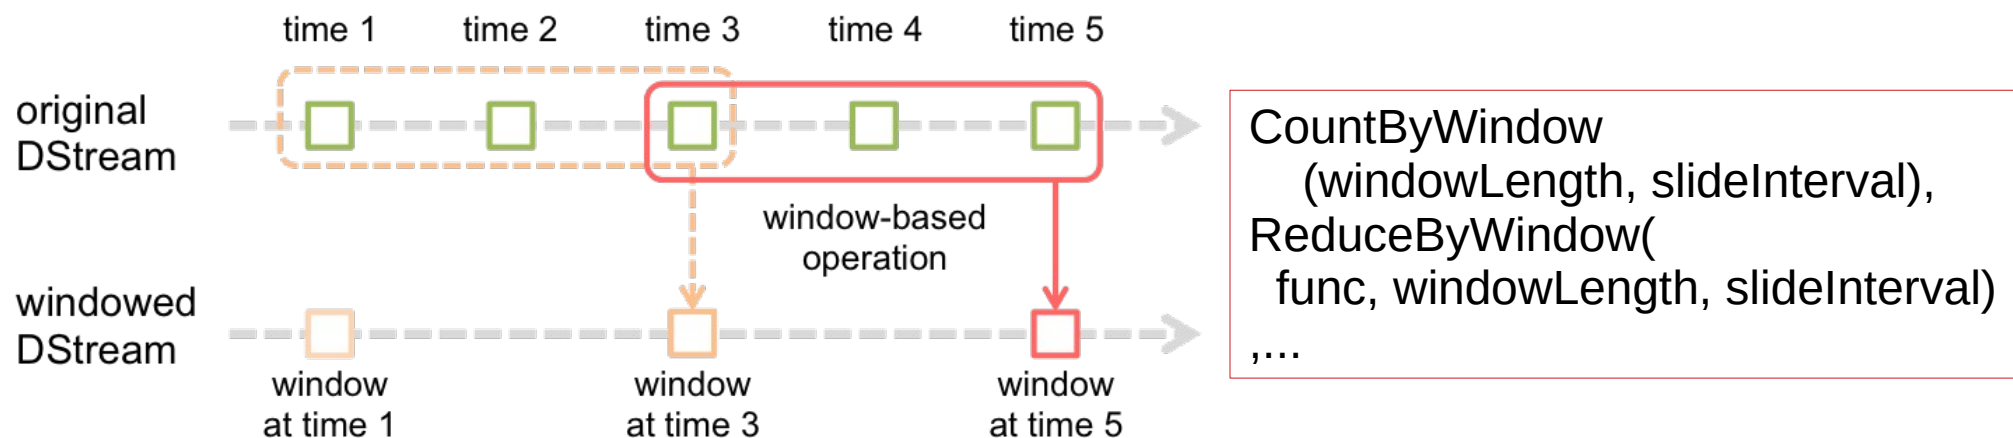 time 1
time 2
time 3
time 4
time 5
original
DStream
window-based
operation
windowed
DStream
window
at time 1
window
at time 3
window
at time 5
CountByWindow
(windowLength, slideInterval),
ReduceByWindow(
func, windowLength, slideInterval)
,...